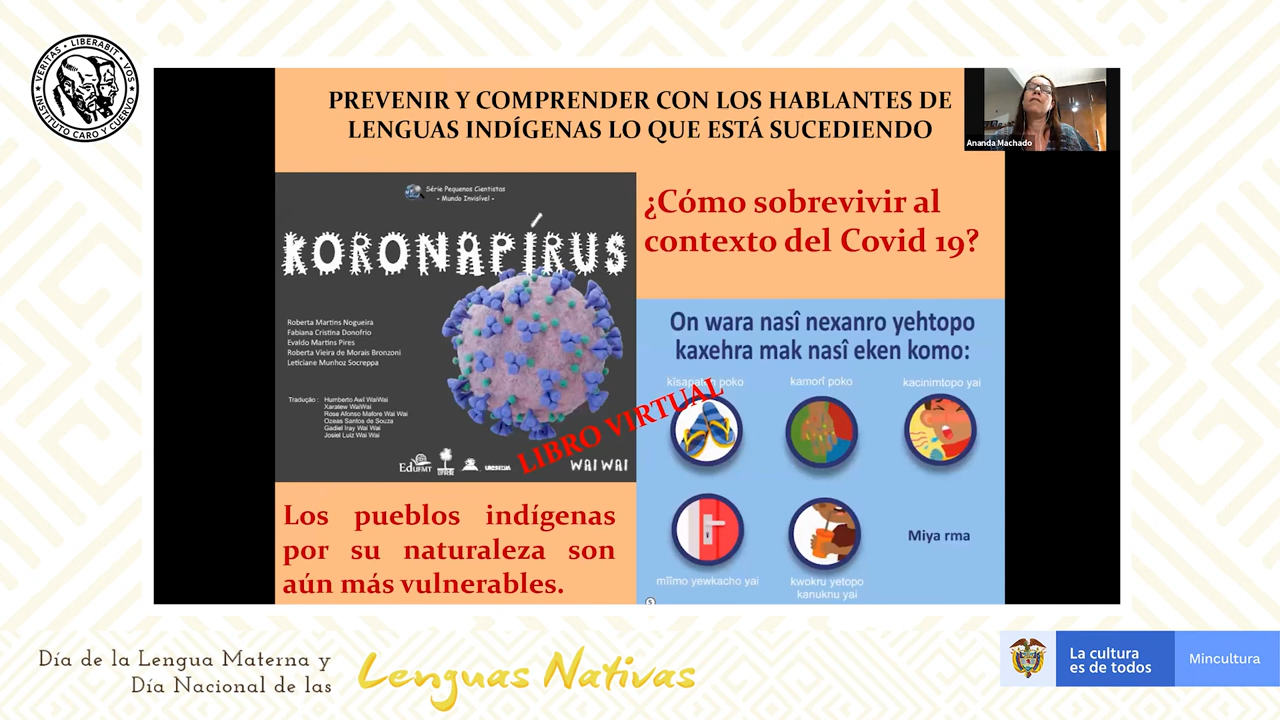 VERITAS • LIBERABIT • VOS
INSTITUTO CARO Y CUERVO
PREVENIR Y COMPRENDER CON LOS HABLANTES DE
LENGUAS INDÍGENAS LO QUE ESTÁ SUCEDIENDO
Ananda Machado
Série Pequenos Cientistas
- Mundo Invisível -
KORONAPÍRUS
Roberta Martins Nogueira
Fabiana Cristina Donofrio
Evaldo Martins Pires
Roberta Vieira de Morais Bronzoni
Leticiane Munhoz Socreppa
Tradução : Humberto Awil WaiWai
Xaratew WaiWai
Rose Afonso Mafore Wai Wai
Ozeas Santos de Souza
Gadiel Iray Wai Wai
Josiel Luiz Wai Wai
EdUFMT
WAI WAI
LIBRO VIRTUAL
¿Cómo sobrevivir al
contexto del Covid 19?
On wara nasî nexanro yehtopo
kaxehra mak nasî eken komo:
poko
kamorî poko
kacinimtopo yai
mîîmo yewkacho yai
kwokru yetopo
kanuknu yai
Miya rma
5
Los pueblos indígenas
por su naturaleza son
aún más vulnerables.
Día de la Lengua Materna y
Día Nacional de las
Lenguas Nativas
La cultura
es de todos
Mincultura